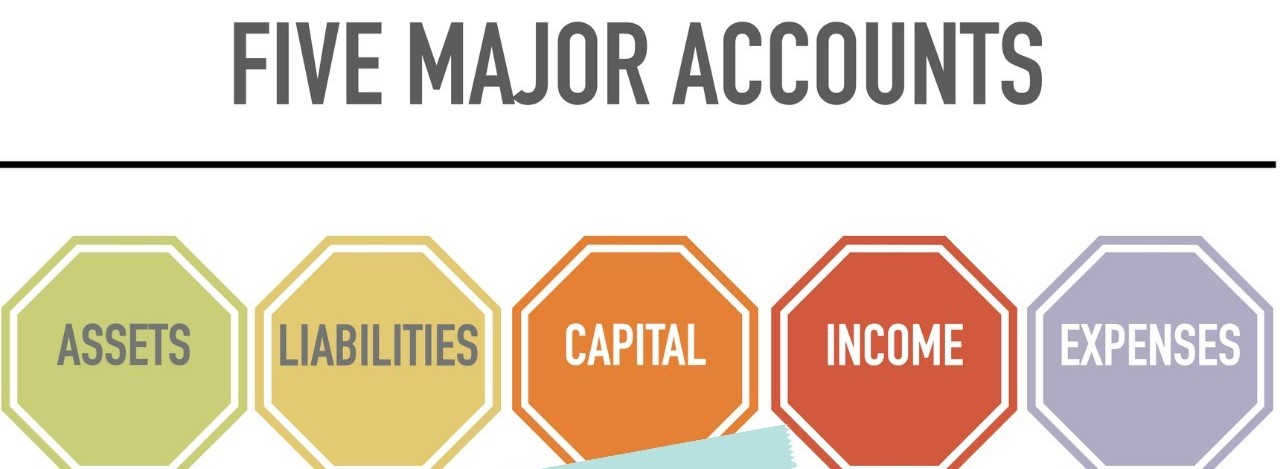 FIVE MAJOR ACCOUNTS
ASSETS
LIABILITIES
CAPITAL
INCOME
EXPENSES